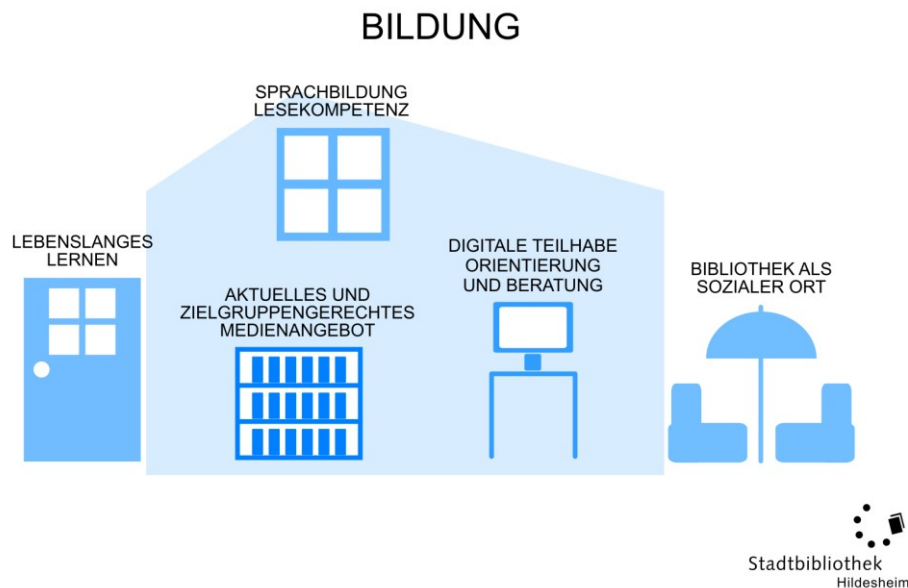 BILDUNG
SPRACHBILDUNG
LESEKOMPETENZ
LEBENSLANGES
LERNEN
AKTUELLES UND
ZIELGRUPPENGERECHTES
MEDIENANGEBOT
DIGITALE TEILHABE
ORIENTIERUNG
UND BERATUNG
BIBLIOTHEK ALS
SOZIALER ORT
Stadtbibliothek
Hildesheim